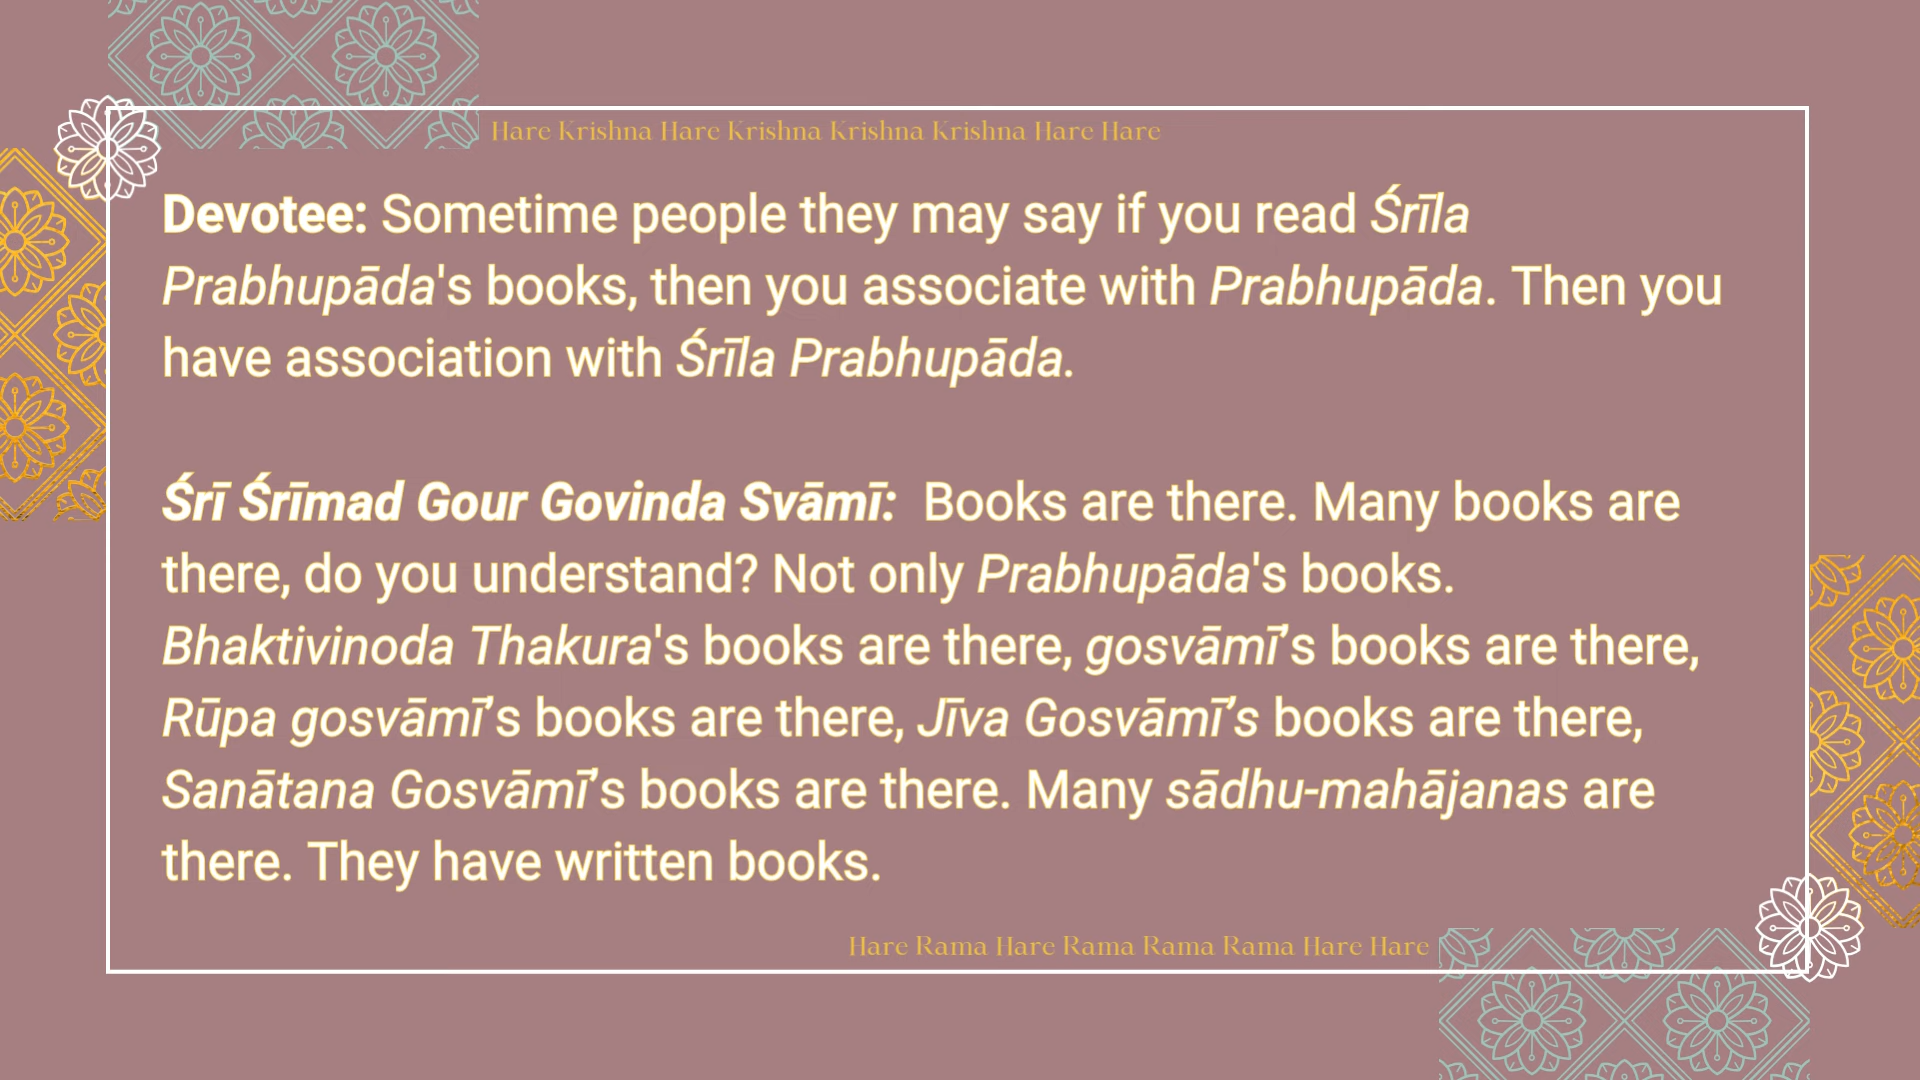 Hare Krishna Hare Krishna Krishna Krishna Hare Hare
Devotee: Sometime people they may say if you read Śrīla
Prabhupāda's books, then you associate with Prabhupāda. Then you
have association with Śrīla Prabhupāda.
Śrī Śrīmad Gour Govinda Svāmī: Books are there. Many books are
there, do you understand? Not only Prabhupāda's books.
Bhaktivinoda Thakura's books are there, gosvāmī’s books are there,
Rūpa gosvāmī’s books are there, Jīva Gosvāmī’s books are there,
Sanātana Gosvāmī’s books are there. Many sādhu-mahājanas are
there. They have written books.
Hare Rama Hare Rama Rama Rama Hare Hare